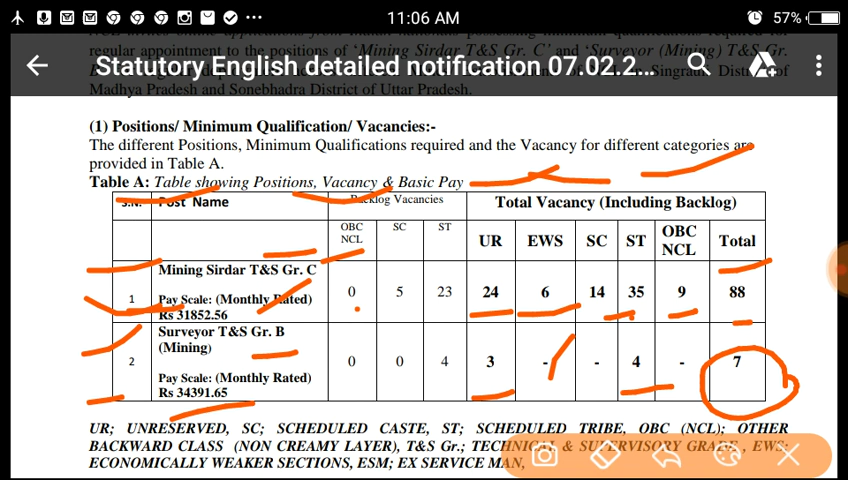 11:06 AM
57%
regular appointment to the positions of 'Mining Sirdar T&S Gr. C' and 'Surveyor (Mining) T&S Gr.
Statutory English detailed notification 07.02.2...
Madhya Pradesh and Sonebhadra District of Uttar Pradesh.
(1) Positions/ Minimum Qualification/ Vacancies:-
The different Positions, Minimum Qualifications required and the Vacancy for different categories are
provided in Table A.
Table A: Table showing Positions, Vacancy & Basic Pay
S.N. Post Name Backlog Vacancies Total Vacancy (Including Backlog)
OBC NCL SC ST UR EWS SC ST OBC NCL Total
Mining Sirdar T&S Gr. C
1 Pay Scale: (Monthly Rated) 0 5 23 24 6 14 35 9 88
Rs 31852.56
Surveyor T&S Gr. B
(Mining)
2 0 0 4 3 - - 4 - 7
Pay Scale: (Monthly Rated)
Rs 34391.65
UR; UNRESERVED, SC; SCHEDULED CASTE, ST; SCHEDULED TRIBE, OBC (NCL); OTHER
BACKWARD CLASS (NON CREAMY LAYER), T&S Gr.; TECHNICAL & SUPERVISORY GRADE , EWS;
ECONOMICALLY WEAKER SECTIONS, ESM; EX SERVICE MAN,